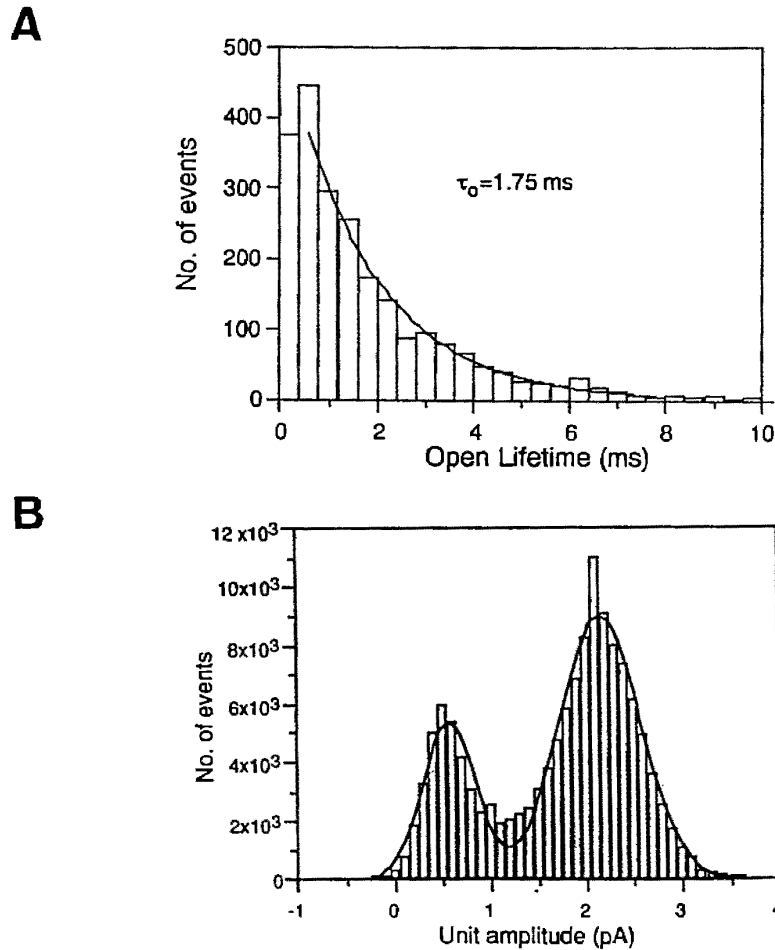 A
500
400
300
200
100
0
No. of events
τo=1.75 ms
0 2 4 6 8 10
Open Lifetime (ms)
B
12 x10³
10x10³
8x10³
6x10³
4x10³
2x10³
0
No. of events
-1 0 1 2 3 4
Unit amplitude (pA)